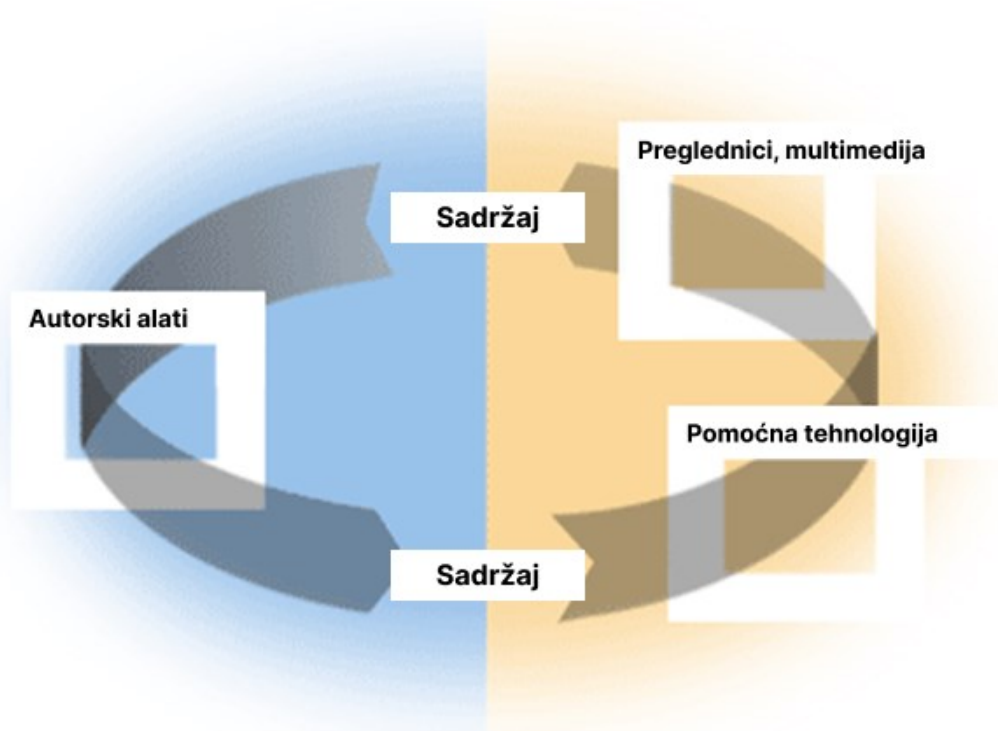 Preglednici, multimedija
Sadržaj
Autorski alati
Pomoćna tehnologija
Sadržaj